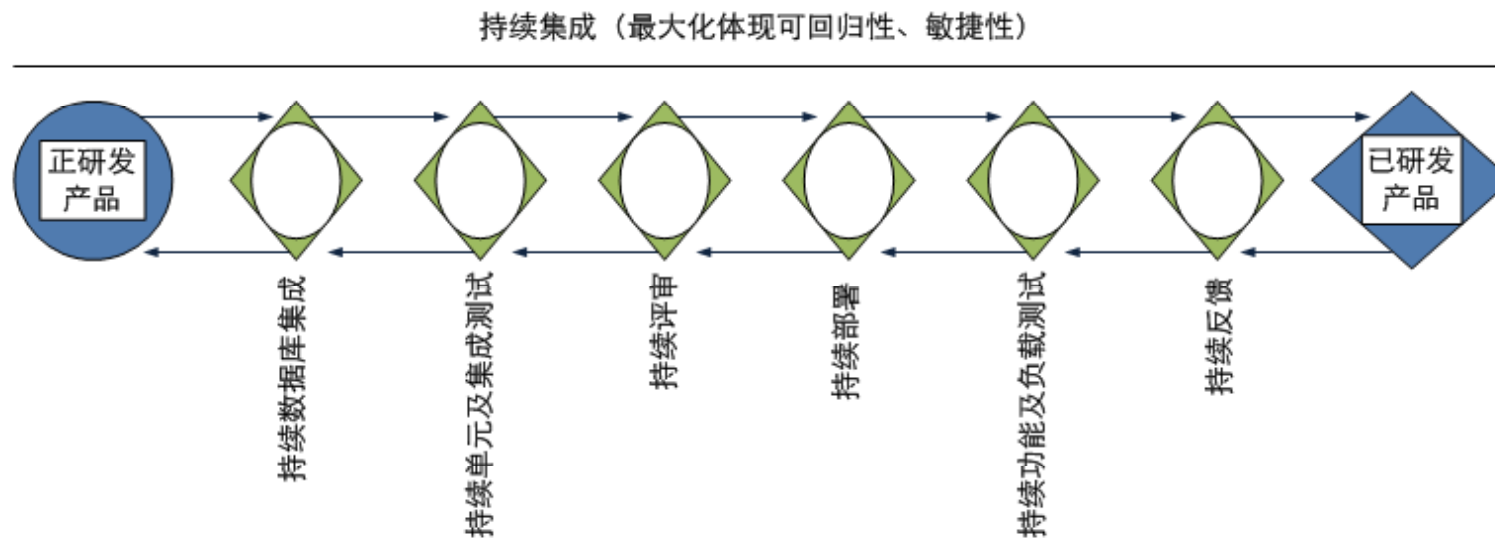 持续集成（最大化体现可回归性、敏捷性）
正研发
产品
已研发
产品
持续数据库集成
持续单元及集成测试
持续评审
持续部署
持续功能及负载测试
持续反馈